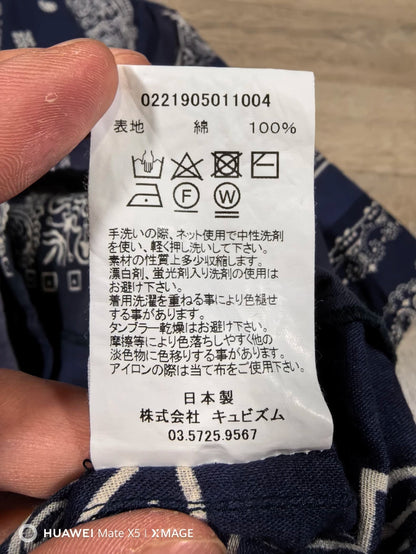 0221905011004
表地 綿 100%
F W
手洗いの際、ネット使用で中性洗剤
を使い、軽く押し洗いして下さい。
素材の性質上多少収縮します。
漂白剤、蛍光剤入り洗剤の使用は
お避け下さい。
着用洗濯を重ねる事により色褪せ
する事があります。
タンブラー乾燥はお避け下さい。
摩擦等により色落ちしやすく他の
淡色物に色移りする事があります。
アイロンの際は当て布をご使用下さい。
日本製
株式会社 キュビズム
03.5725.9567
HUAWEI Mate X5 | XMAGE